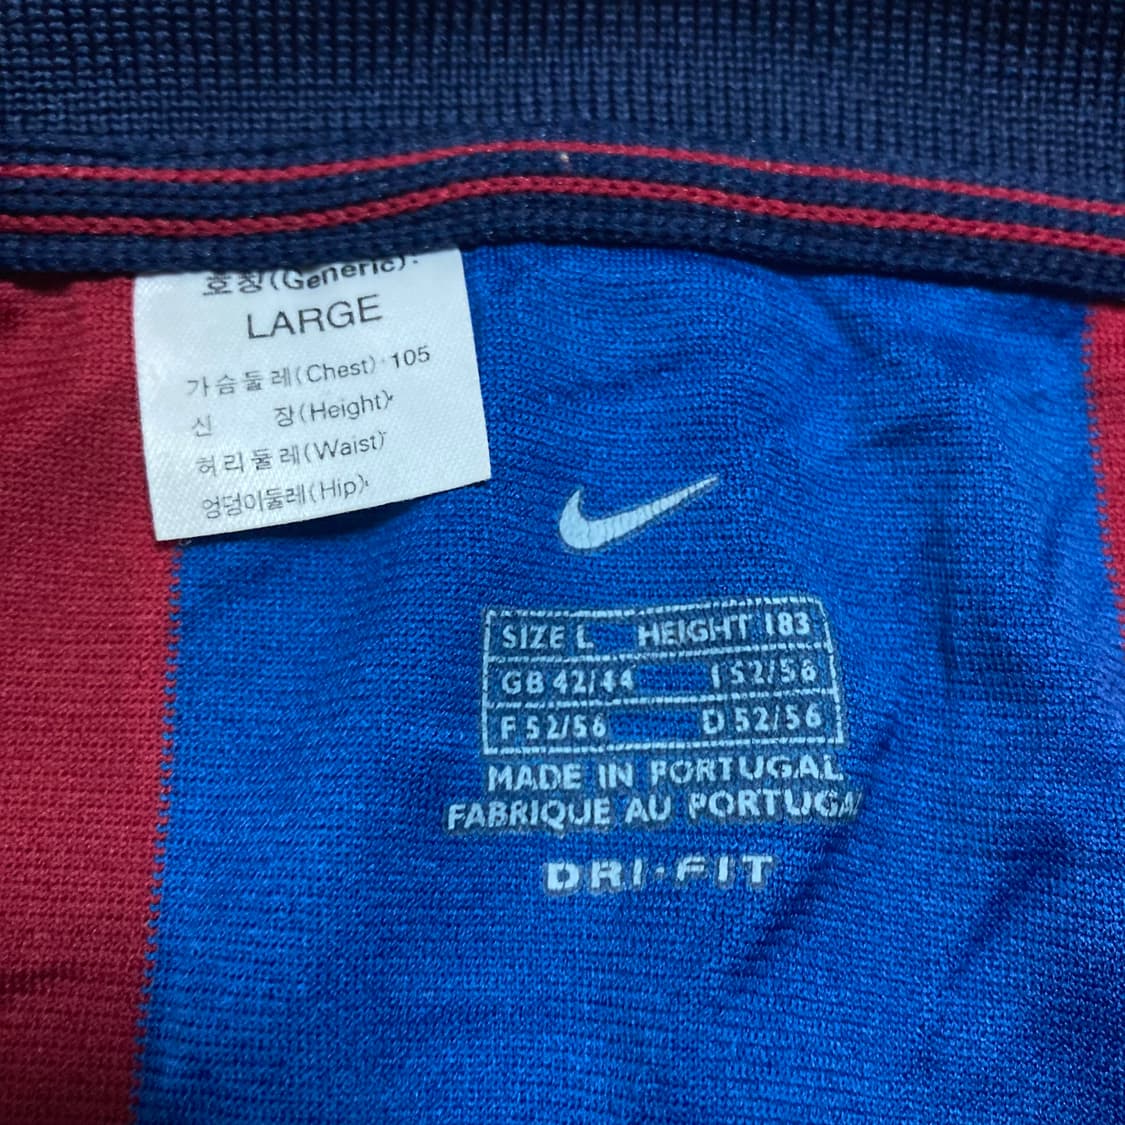 호칭(Generic):
LARGE
가슴둘레(Chest): 105
신 장(Height):
허리둘레(Waist):
엉덩이둘레(Hip):
SIZE L HEIGHT 183
GB 42/44 I 52/56
F 52/56 D 52/56
MADE IN PORTUGAL
FABRIQUE AU PORTUGA
DRI·FIT